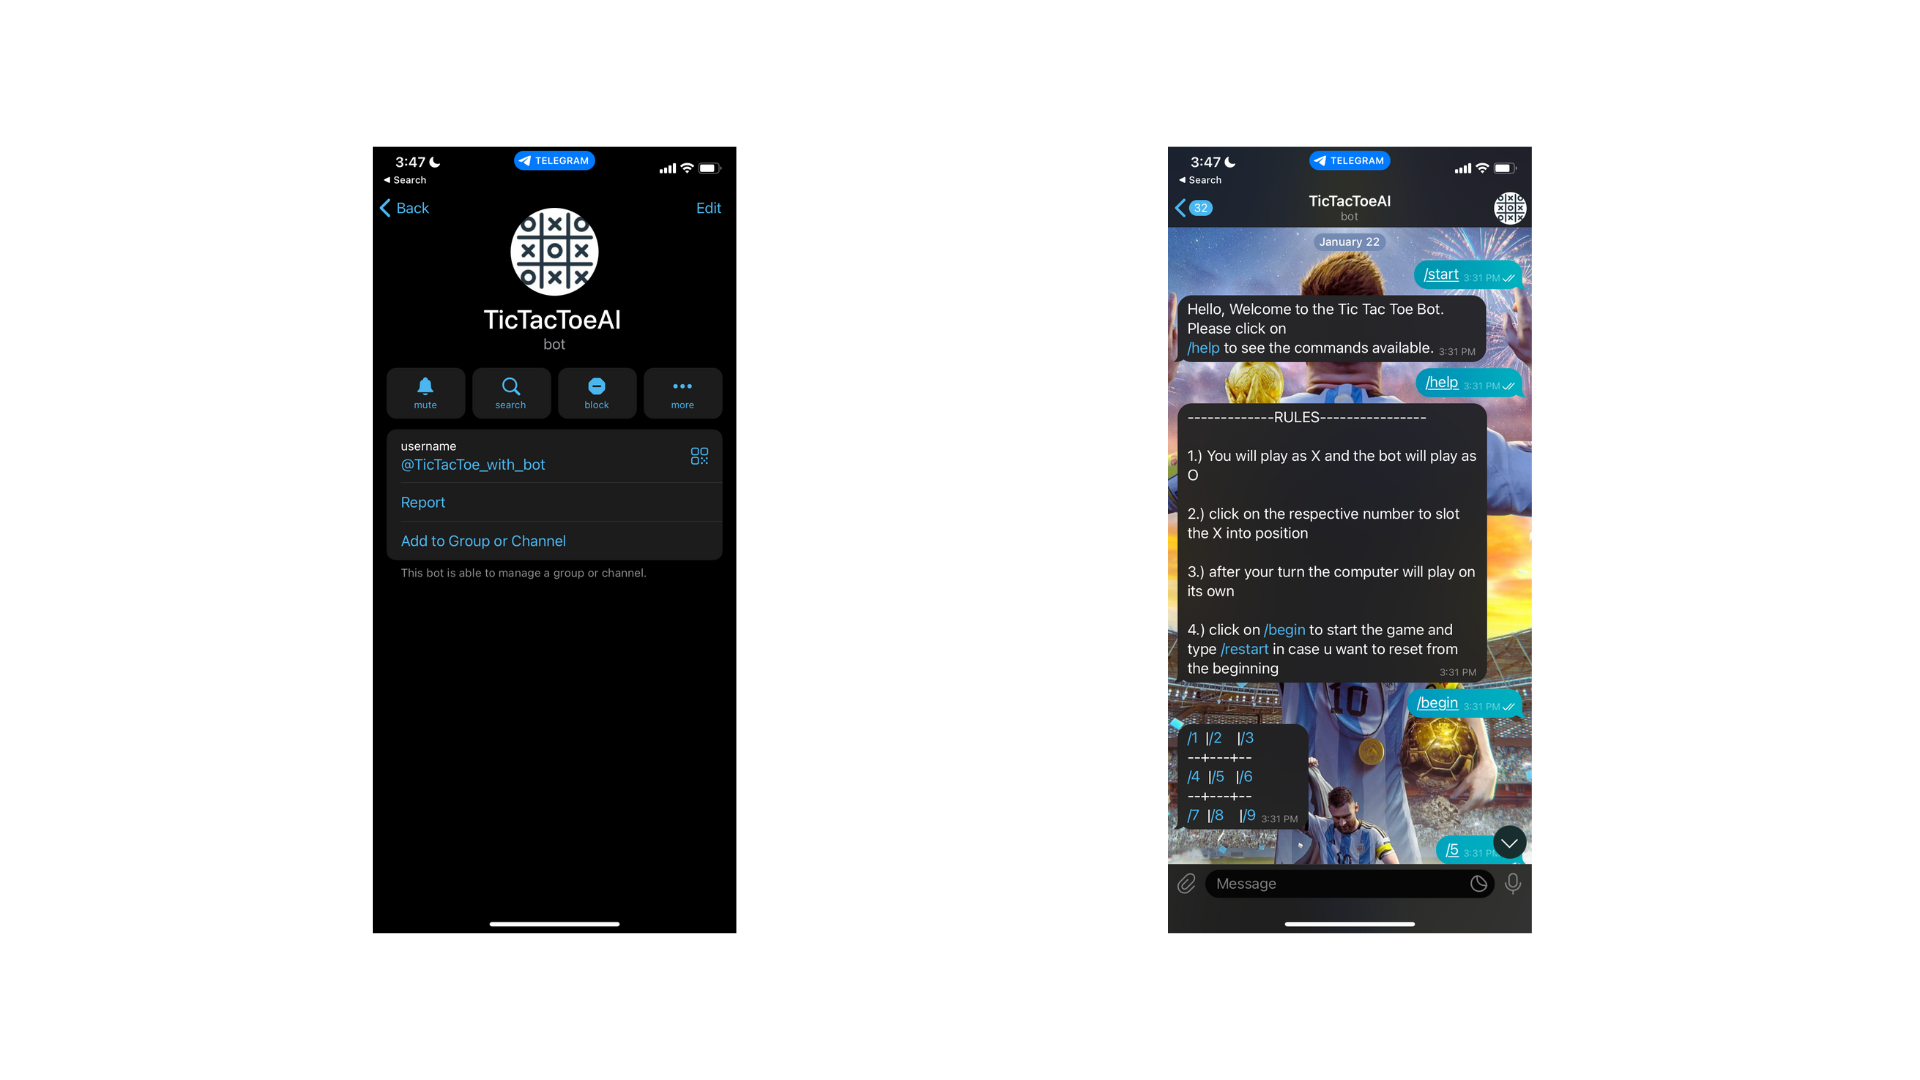 3:47
TELEGRAM
Search
Back
Edit
TicTacToeAI
bot
mute
search
block
more
username
@TicTacToe_with_bot
Report
Add to Group or Channel
This bot is able to manage a group or channel.
3:47
TELEGRAM
Search
32
TicTacToeAI
bot
January 22
/start 3:31 PM
Hello, Welcome to the Tic Tac Toe Bot.
Please click on
/help to see the commands available. 3:31 PM
/help 3:31 PM
-------------RULES----------------
1.) You will play as X and the bot will play as
O
2.) click on the respective number to slot
the X into position
3.) after your turn the computer will play on
its own
4.) click on /begin to start the game and
type /restart in case u want to reset from
the beginning 3:31 PM
10
/begin 3:31 PM
/1 |/2 |/3
--+---+--
/4 |/5 |/6
--+---+--
/7 |/8 |/9 3:31 PM
/5 3:31 PM
Message